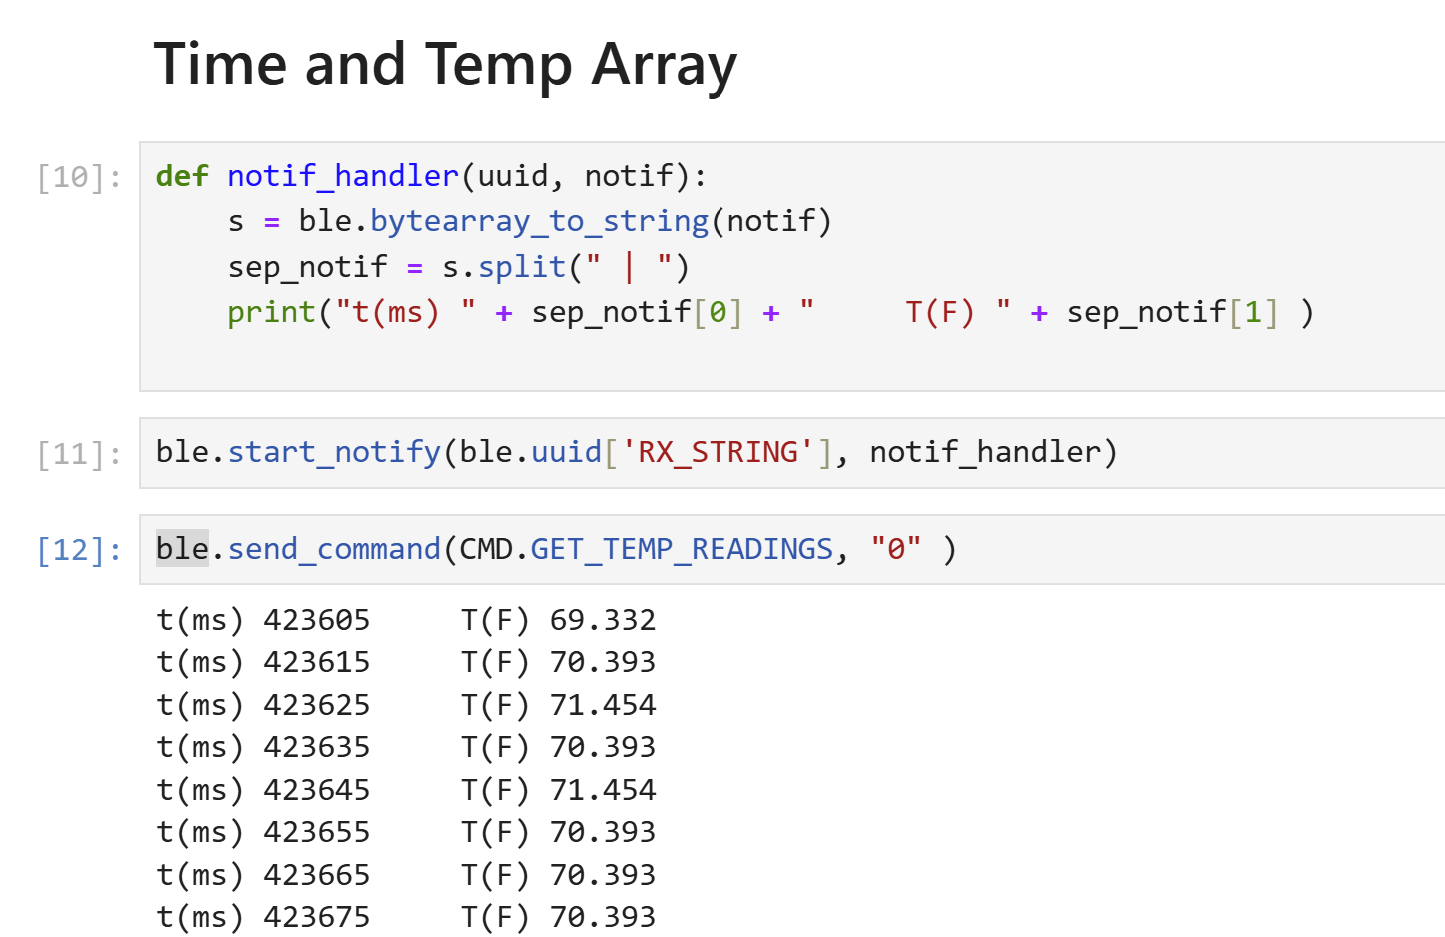 Time and Temp Array
[10]:
def notif_handler(uuid, notif):
    s = ble.bytearray_to_string(notif)
    sep_notif = s.split(" | ")
    print("t(ms) " + sep_notif[0] + "     T(F) " + sep_notif[1] )
[11]:
ble.start_notify(ble.uuid['RX_STRING'], notif_handler)
[12]:
ble.send_command(CMD.GET_TEMP_READINGS, "0" )
t(ms) 423605     T(F) 69.332
t(ms) 423615     T(F) 70.393
t(ms) 423625     T(F) 71.454
t(ms) 423635     T(F) 70.393
t(ms) 423645     T(F) 71.454
t(ms) 423655     T(F) 70.393
t(ms) 423665     T(F) 70.393
t(ms) 423675     T(F) 70.393